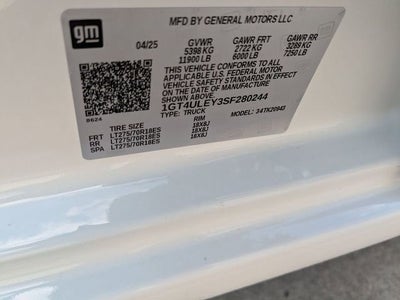 gm
MFD BY GENERAL MOTORS LLC
04/25 GVWR GAWR FRT GAWR RR
5398 KG 2722 KG 3289 KG
11900 LB 6000 LB 7250 LB
THIS VEHICLE CONFORMS TO ALL
APPLICABLE U.S. FEDERAL MOTOR
VEHICLE SAFETY STANDARDS IN
EFFECT ON THE DATE OF
MANUFACTURE SHOWN ABOVE.
1GT4ULEY3SF280244
TYPE: TRUCK MODEL: 34TK20943
8624
TIRE SIZE RIM
FRT LT275/70R18ES 18X8J
RR LT275/70R18ES 18X8J
SPA LT275/70R18ES 18X8J